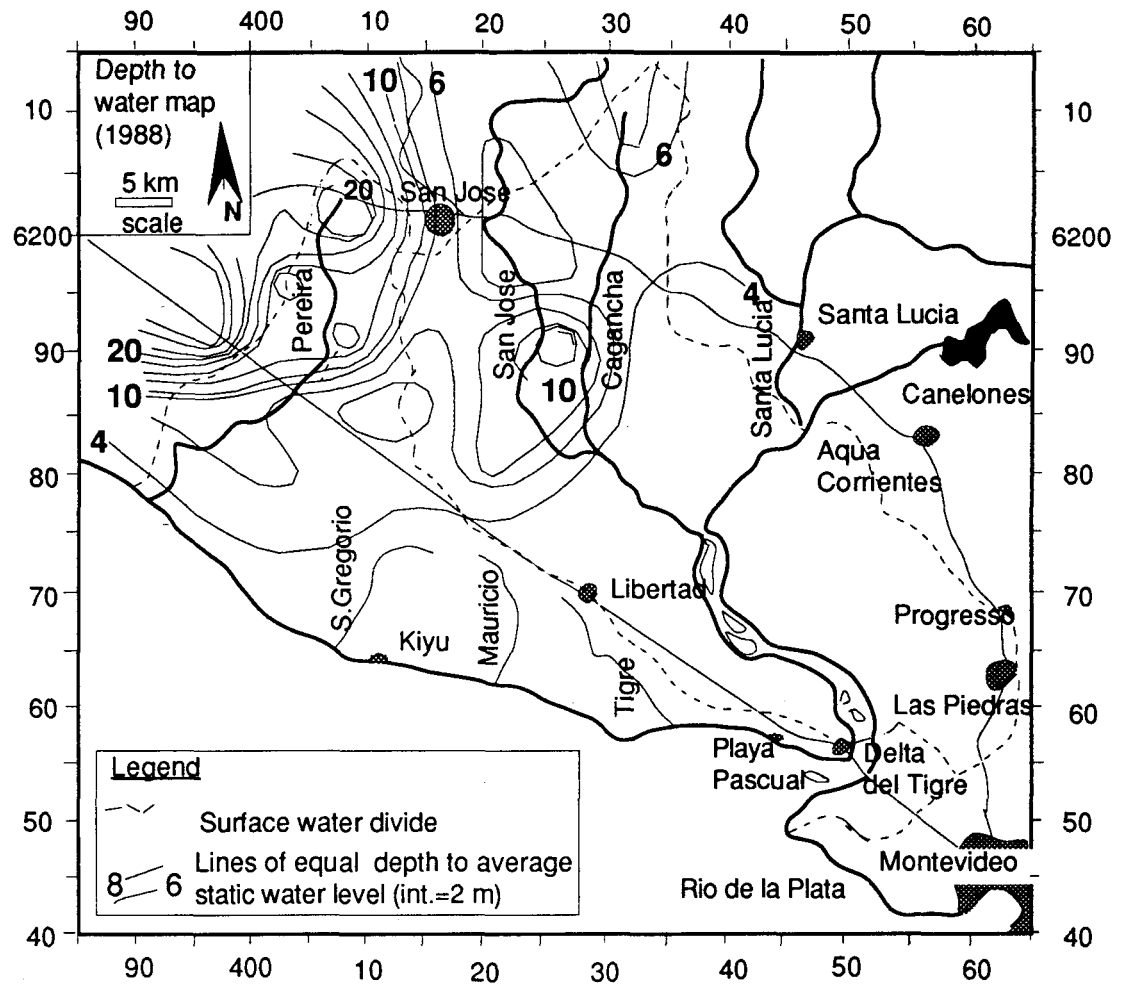 90 400 10 20 30 40 50 60
Depth to
water map
(1988)
5 km
scale
N
10 6
10 10
6
20 San Jose
6200 6200
Pereira
San Jose
Cagancha
4
Santa Lucia
Santa Lucia
20
90 90
10
10
Canelones
4
Aqua
Corrientes
80 80
S.Gregorio
Mauricio
Libertad
70 70
Progresso
Kiyu
Tigre
60 60
Las Piedras
Playa
Pascual
Delta
del Tigre
Legend
Surface water divide
8 6
Lines of equal depth to average
static water level (int.=2 m)
50 50
Montevideo
Rio de la Plata
40 40
90 400 10 20 30 40 50 60